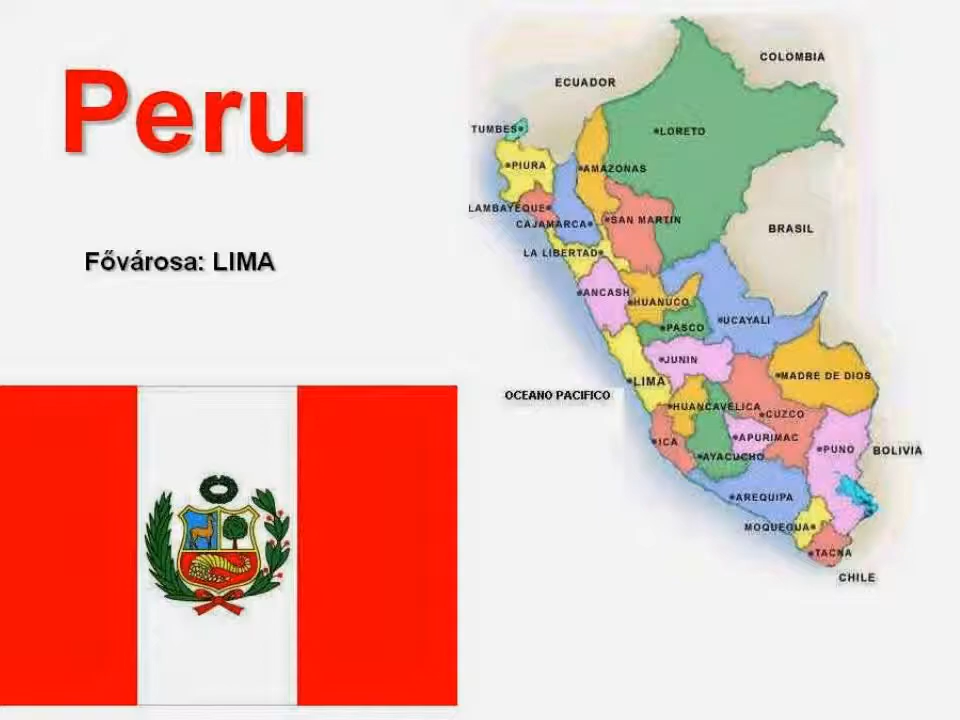 Peru
Fővárosa: LIMA
COLOMBIA
ECUADOR
TUMBES
LORETO
PIURA
AMAZONAS
LAMBAYEQUE
CAJAMARCA
SAN MARTIN
BRASIL
LA LIBERTAD
ANCASH
HUANUCO
UCAYALI
PASCO
JUNIN
LIMA
MADRE DE DIOS
OCEANO PACIFICO
HUANCAVELICA
CUZCO
ICA
APURIMAC
PUNO
BOLIVIA
AYACUCHO
AREQUIPA
MOQUEGUA
TACNA
CHILE